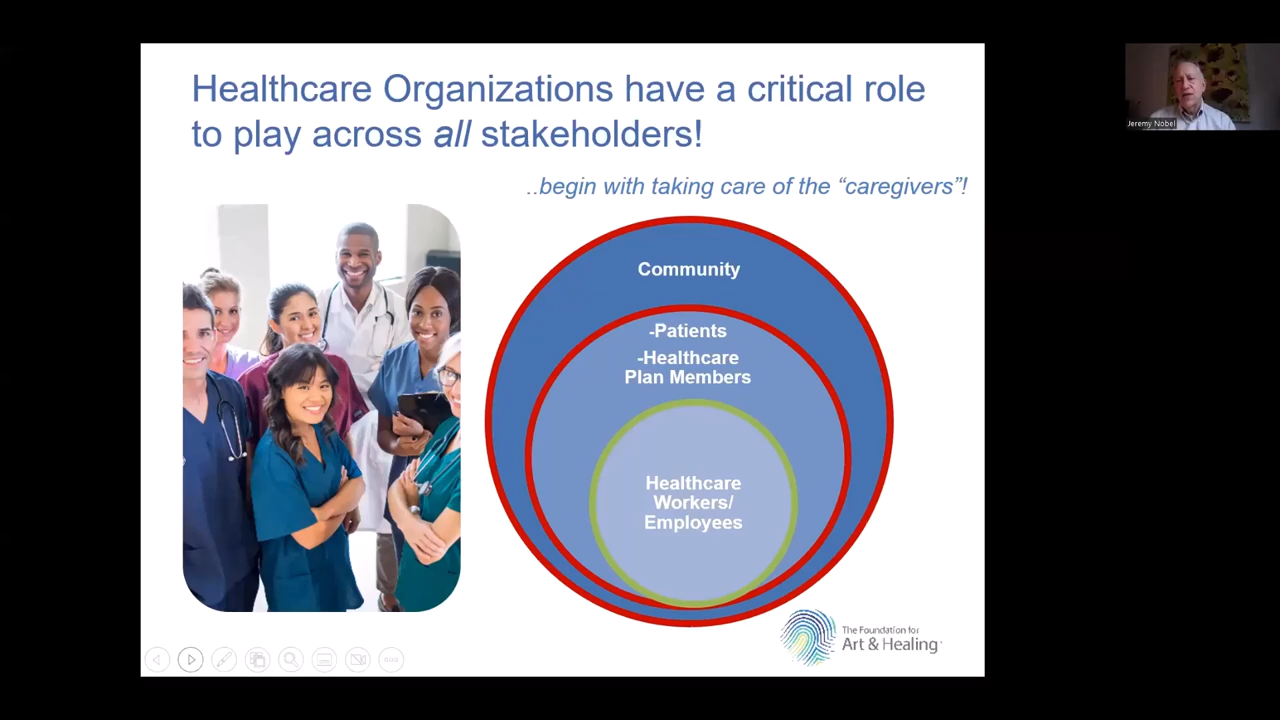 Healthcare Organizations have a critical role
to play across all stakeholders!
..begin with taking care of the “caregivers”!
Community
-Patients
-Healthcare
Plan Members
Healthcare
Workers/
Employees
The Foundation for
Art & Healing
Jeremy Nobel